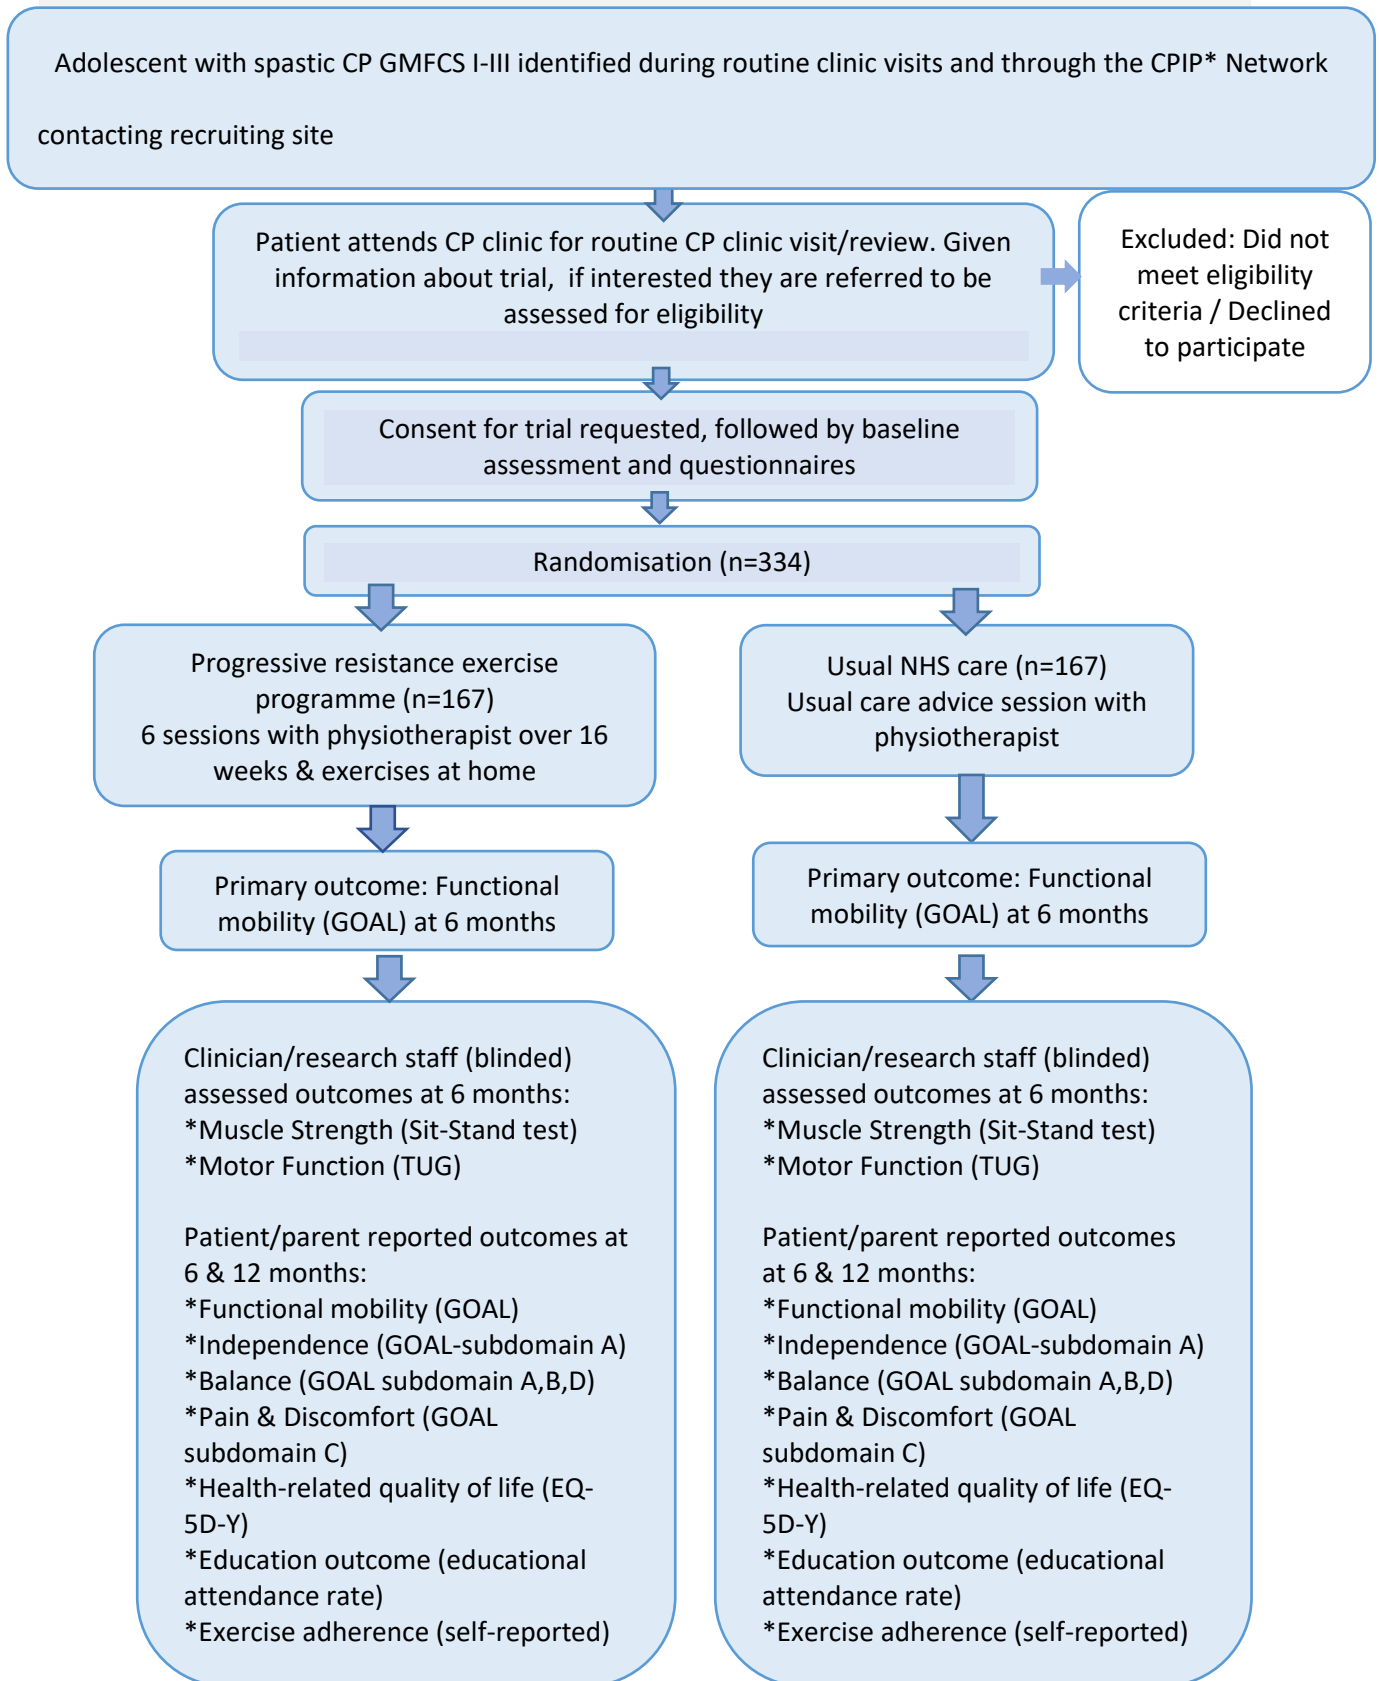 Adolescent with spastic CP GMFCS I-III identified during routine clinic visits and through the CPIP* Network
contacting recruiting site
Patient attends CP clinic for routine CP clinic visit/review. Given
information about trial,  if interested they are referred to be
assessed for eligibility
Excluded: Did not
meet eligibility
criteria / Declined
to participate
Consent for trial requested, followed by baseline
assessment and questionnaires
Randomisation (n=334)
Progressive resistance exercise
programme (n=167)
6 sessions with physiotherapist over 16
weeks & exercises at home
Usual NHS care (n=167)
Usual care advice session with
physiotherapist
Primary outcome: Functional
mobility (GOAL) at 6 months
Primary outcome: Functional
mobility (GOAL) at 6 months
Clinician/research staff (blinded)
assessed outcomes at 6 months:
*Muscle Strength (Sit-Stand test)
*Motor Function (TUG)
Patient/parent reported outcomes at
6 & 12 months:
*Functional mobility (GOAL)
*Independence (GOAL-subdomain A)
*Balance (GOAL subdomain A,B,D)
*Pain & Discomfort (GOAL
subdomain C)
*Health-related quality of life (EQ-
5D-Y)
*Education outcome (educational
attendance rate)
*Exercise adherence (self-reported)
Clinician/research staff (blinded)
assessed outcomes at 6 months:
*Muscle Strength (Sit-Stand test)
*Motor Function (TUG)
Patient/parent reported outcomes
at 6 & 12 months:
*Functional mobility (GOAL)
*Independence (GOAL-subdomain A)
*Balance (GOAL subdomain A,B,D)
*Pain & Discomfort (GOAL
subdomain C)
*Health-related quality of life (EQ-
5D-Y)
*Education outcome (educational
attendance rate)
*Exercise adherence (self-reported)